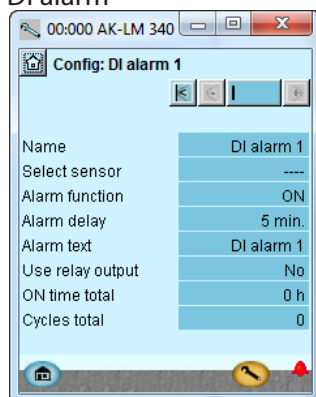 DI alarm
00:000 AK-LM 340
Config: DI alarm 1
Name DI alarm 1
Select sensor ----
Alarm function ON
Alarm delay 5 min.
Alarm text DI alarm 1
Use relay output No
ON time total 0 h
Cycles total 0